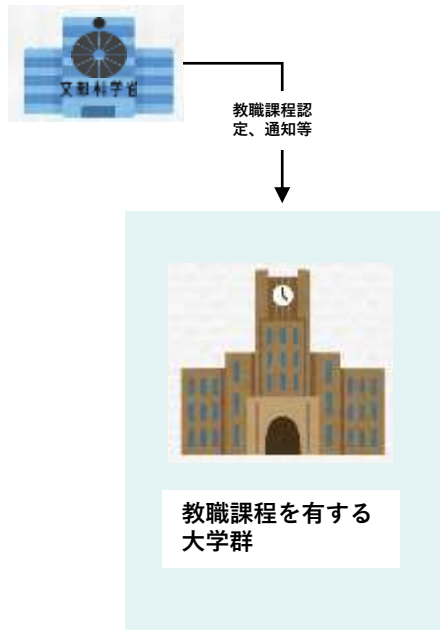 文部科学省
教職課程認
定、通知等
教職課程を有する
大学群